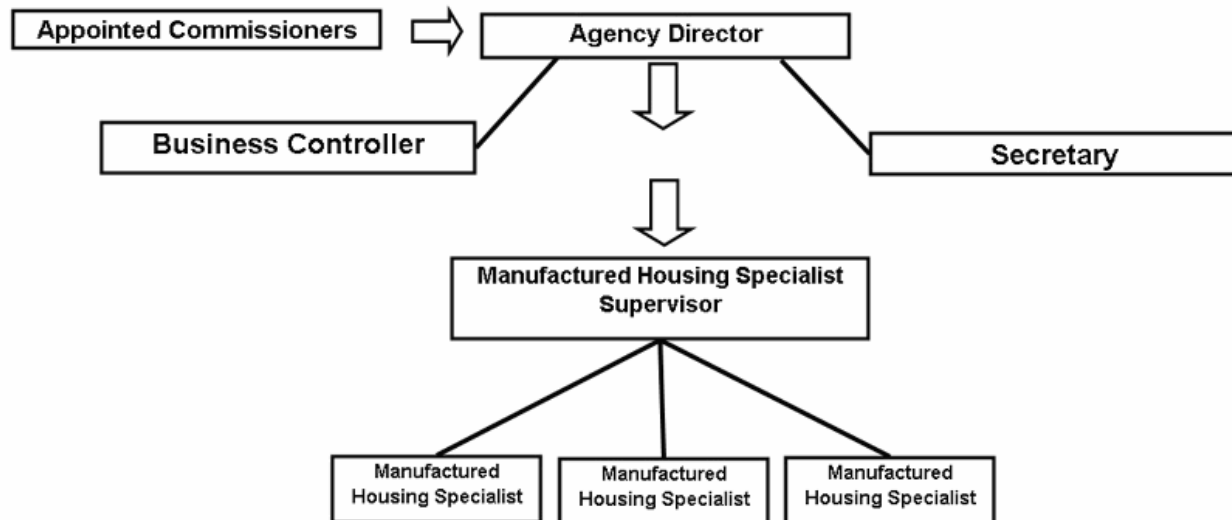 Appointed Commissioners
Agency Director
Business Controller
Secretary
Manufactured Housing Specialist
Supervisor
Manufactured
Housing Specialist
Manufactured
Housing Specialist
Manufactured
Housing Specialist